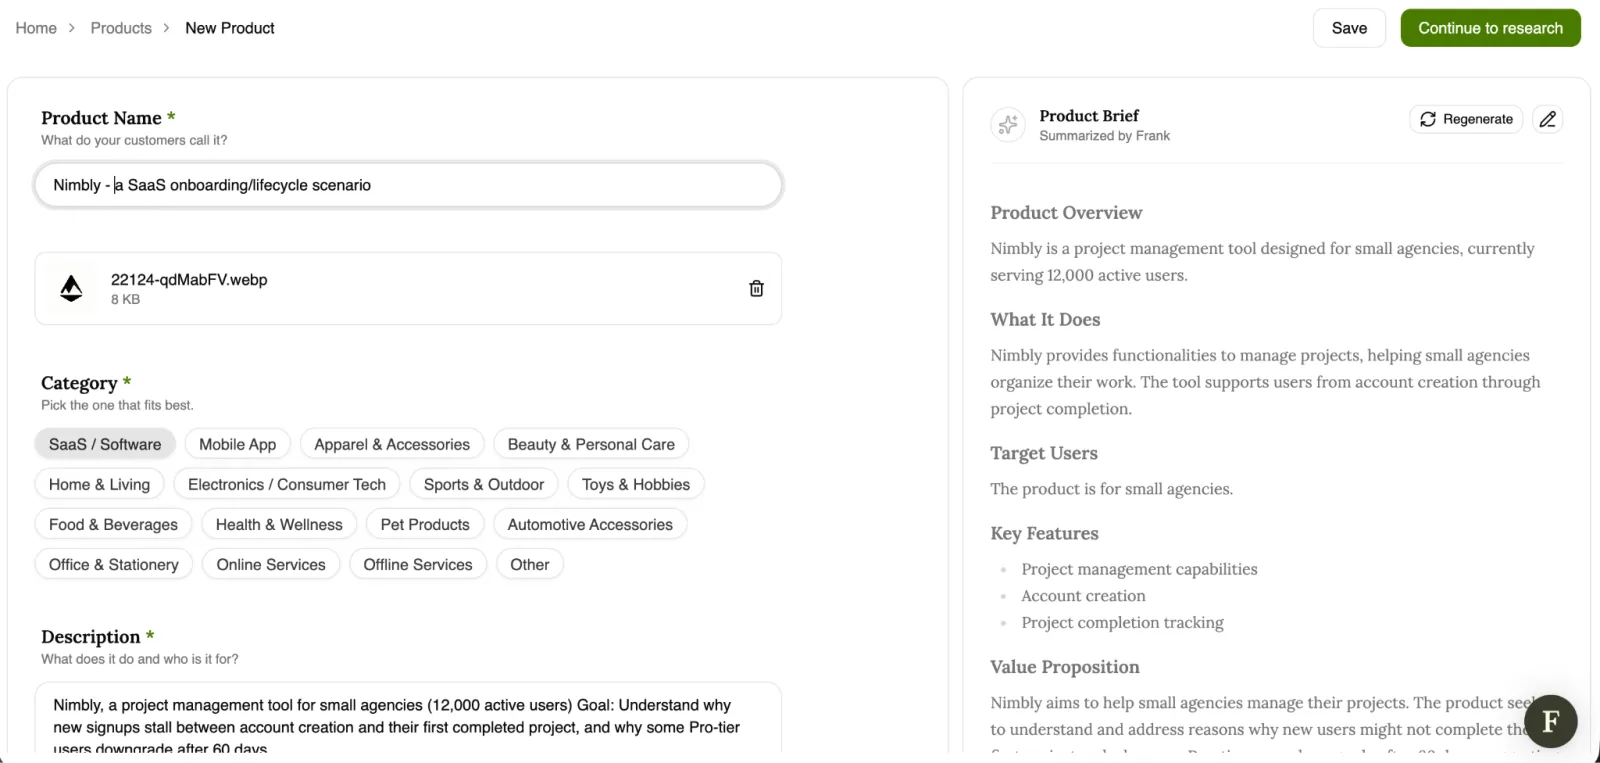 Home > Products > New Product
Save
Continue to research
Product Name *
What do your customers call it?
Nimbly - a SaaS onboarding/lifecycle scenario
22124-qdMabFV.webp
8 KB
Category *
Pick the one that fits best.
SaaS / Software
Mobile App
Apparel & Accessories
Beauty & Personal Care
Home & Living
Electronics / Consumer Tech
Sports & Outdoor
Toys & Hobbies
Food & Beverages
Health & Wellness
Pet Products
Automotive Accessories
Office & Stationery
Online Services
Offline Services
Other
Description *
What does it do and who is it for?
Nimbly, a project management tool for small agencies (12,000 active users) Goal: Understand why
new signups stall between account creation and their first completed project, and why some Pro-tier
users downgrade after 60 days
Product Brief
Summarized by Frank
Regenerate
Product Overview
Nimbly is a project management tool designed for small agencies, currently
serving 12,000 active users.
What It Does
Nimbly provides functionalities to manage projects, helping small agencies
organize their work. The tool supports users from account creation through
project completion.
Target Users
The product is for small agencies.
Key Features
• Project management capabilities
• Account creation
• Project completion tracking
Value Proposition
Nimbly aims to help small agencies manage their projects. The product
to understand and address reasons why new users might not complete
F